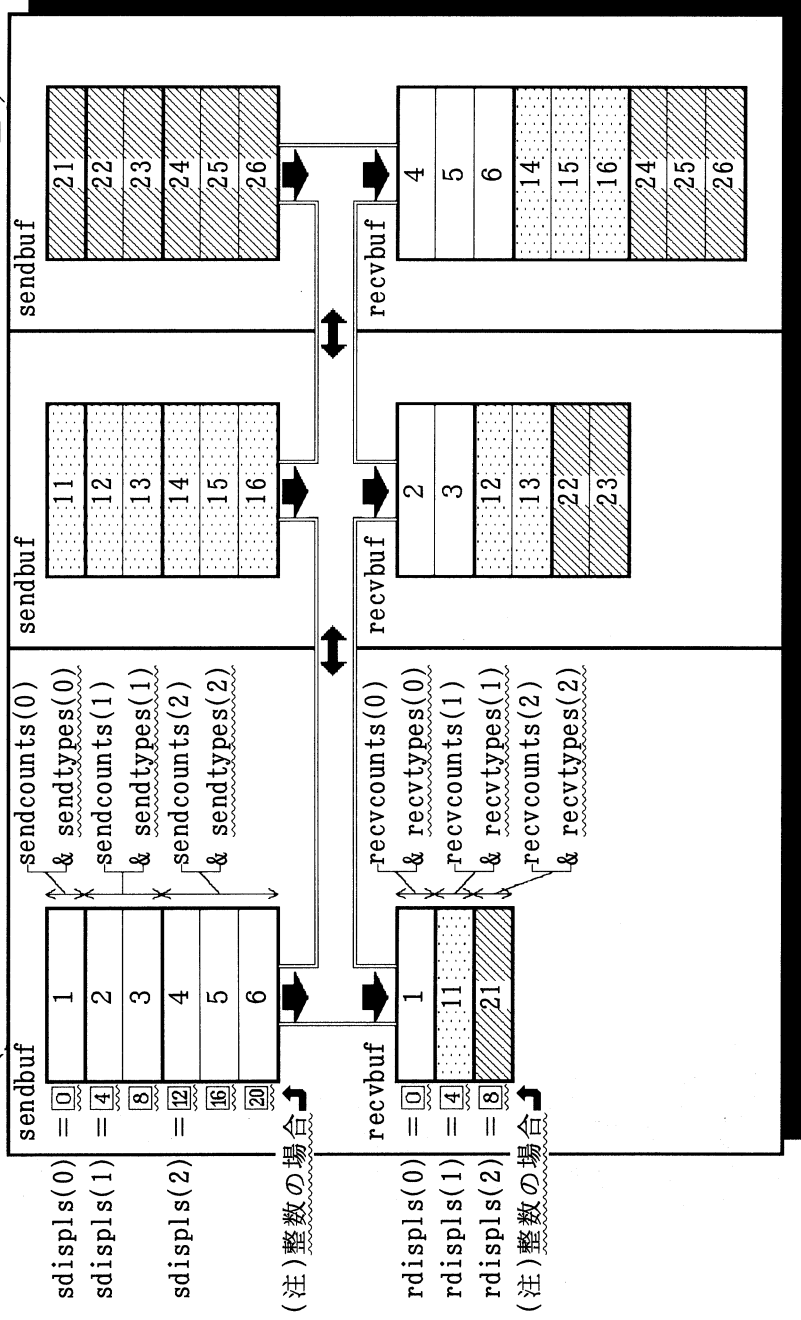 sendbuf
sdispls(0) = 0 1 sendcounts(0)
& sendtypes(0)
sdispls(1) = 4 2 sendcounts(1)
8 3 & sendtypes(1)
sdispls(2) = 12 4 sendcounts(2)
16 5 & sendtypes(2)
20 6
(注)整数の場合
sendbuf
11
12
13
14
15
16
sendbuf
21
22
23
24
25
26
recvbuf
rdispls(0) = 0 1 recvcounts(0)
& recvtypes(0)
rdispls(1) = 4 11 recvcounts(1)
& recvtypes(1)
rdispls(2) = 8 21 recvcounts(2)
& recvtypes(2)
(注)整数の場合
recvbuf
2
3
12
13
22
23
recvbuf
4
5
6
14
15
16
24
25
26